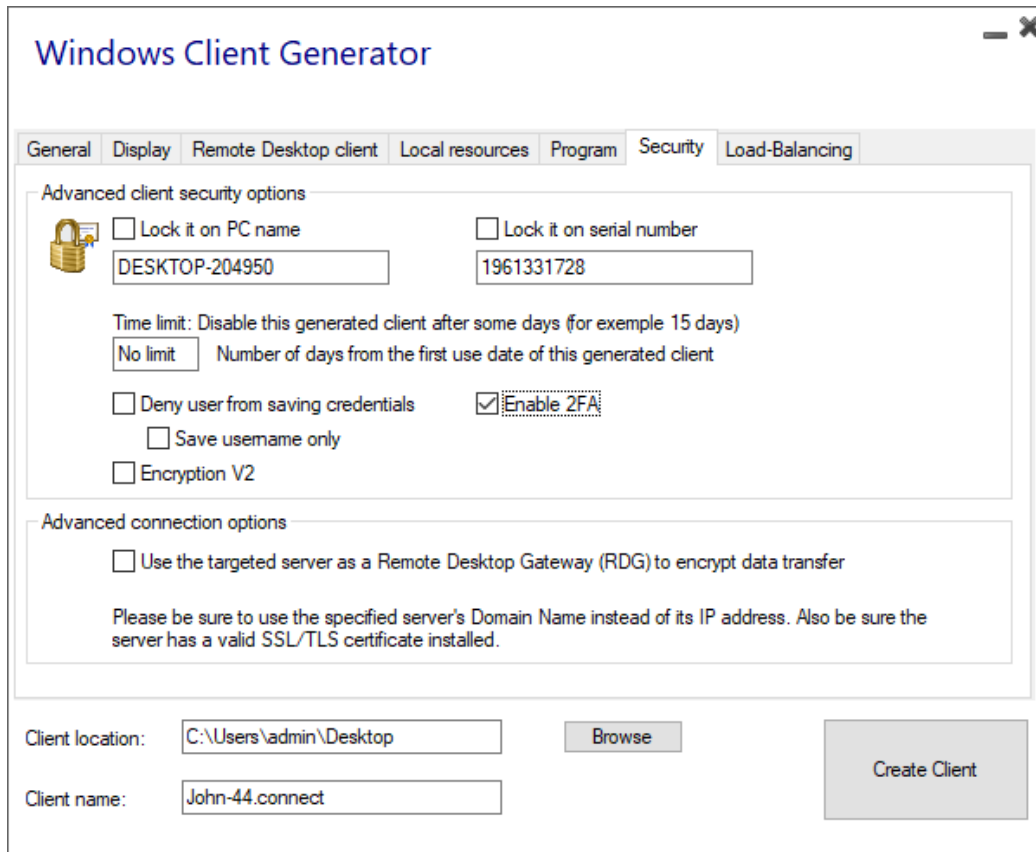 Windows Client Generator
General Display Remote Desktop client Local resources Program Security Load-Balancing
Advanced client security options
Lock it on PC name Lock it on serial number
DESKTOP-204950 1961331728
Time limit: Disable this generated client after some days (for exemple 15 days)
No limit Number of days from the first use date of this generated client
Deny user from saving credentials Enable 2FA
Save username only
Encryption V2
Advanced connection options
Use the targeted server as a Remote Desktop Gateway (RDG) to encrypt data transfer
Please be sure to use the specified server's Domain Name instead of its IP address. Also be sure the
server has a valid SSL/TLS certificate installed.
Client location: C:\Users\admin\Desktop Browse
Create Client
Client name: John-44.connect